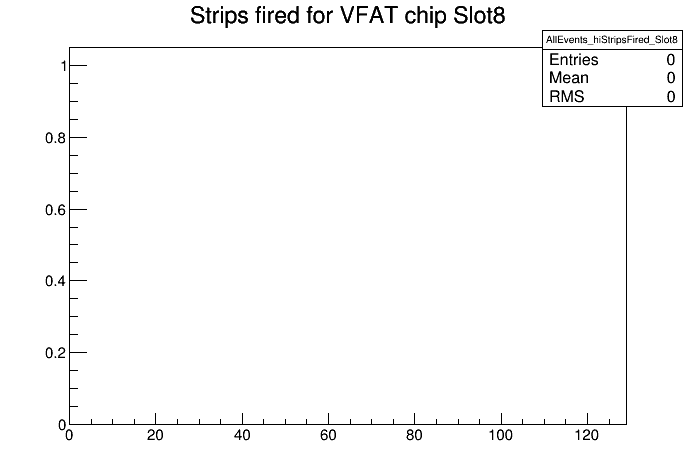 Strips fired for VFAT chip Slot8
AllEvents_hiStripsFired_Slot8
Entries 0
Mean 0
RMS 0
1
0.8
0.6
0.4
0.2
0
0 20 40 60 80 100 120